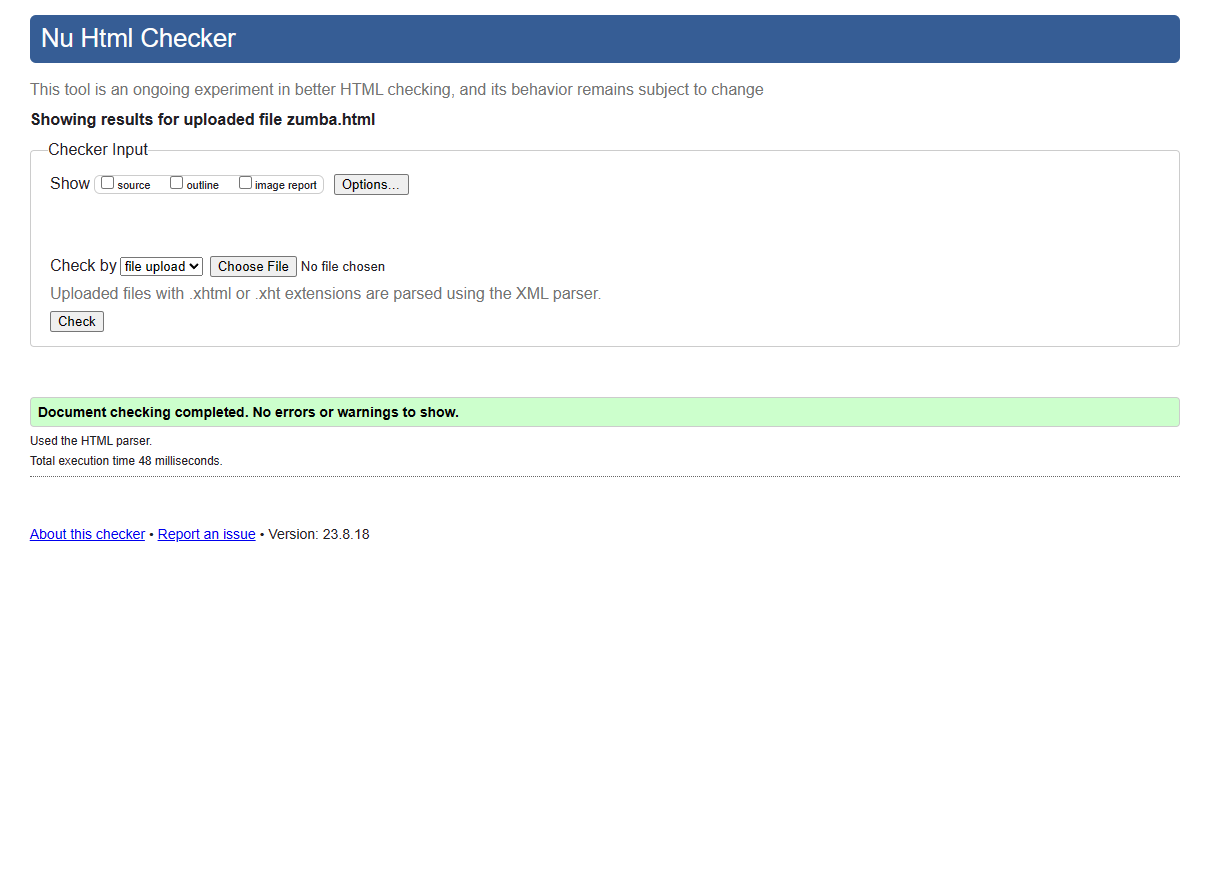 Nu Html Checker
This tool is an ongoing experiment in better HTML checking, and its behavior remains subject to change
Showing results for uploaded file zumba.html
Checker Input
Show source outline image report Options...
Check by file upload Choose File No file chosen
Uploaded files with .xhtml or .xht extensions are parsed using the XML parser.
Check
Document checking completed. No errors or warnings to show.
Used the HTML parser.
Total execution time 48 milliseconds.
About this checker • Report an issue • Version: 23.8.18